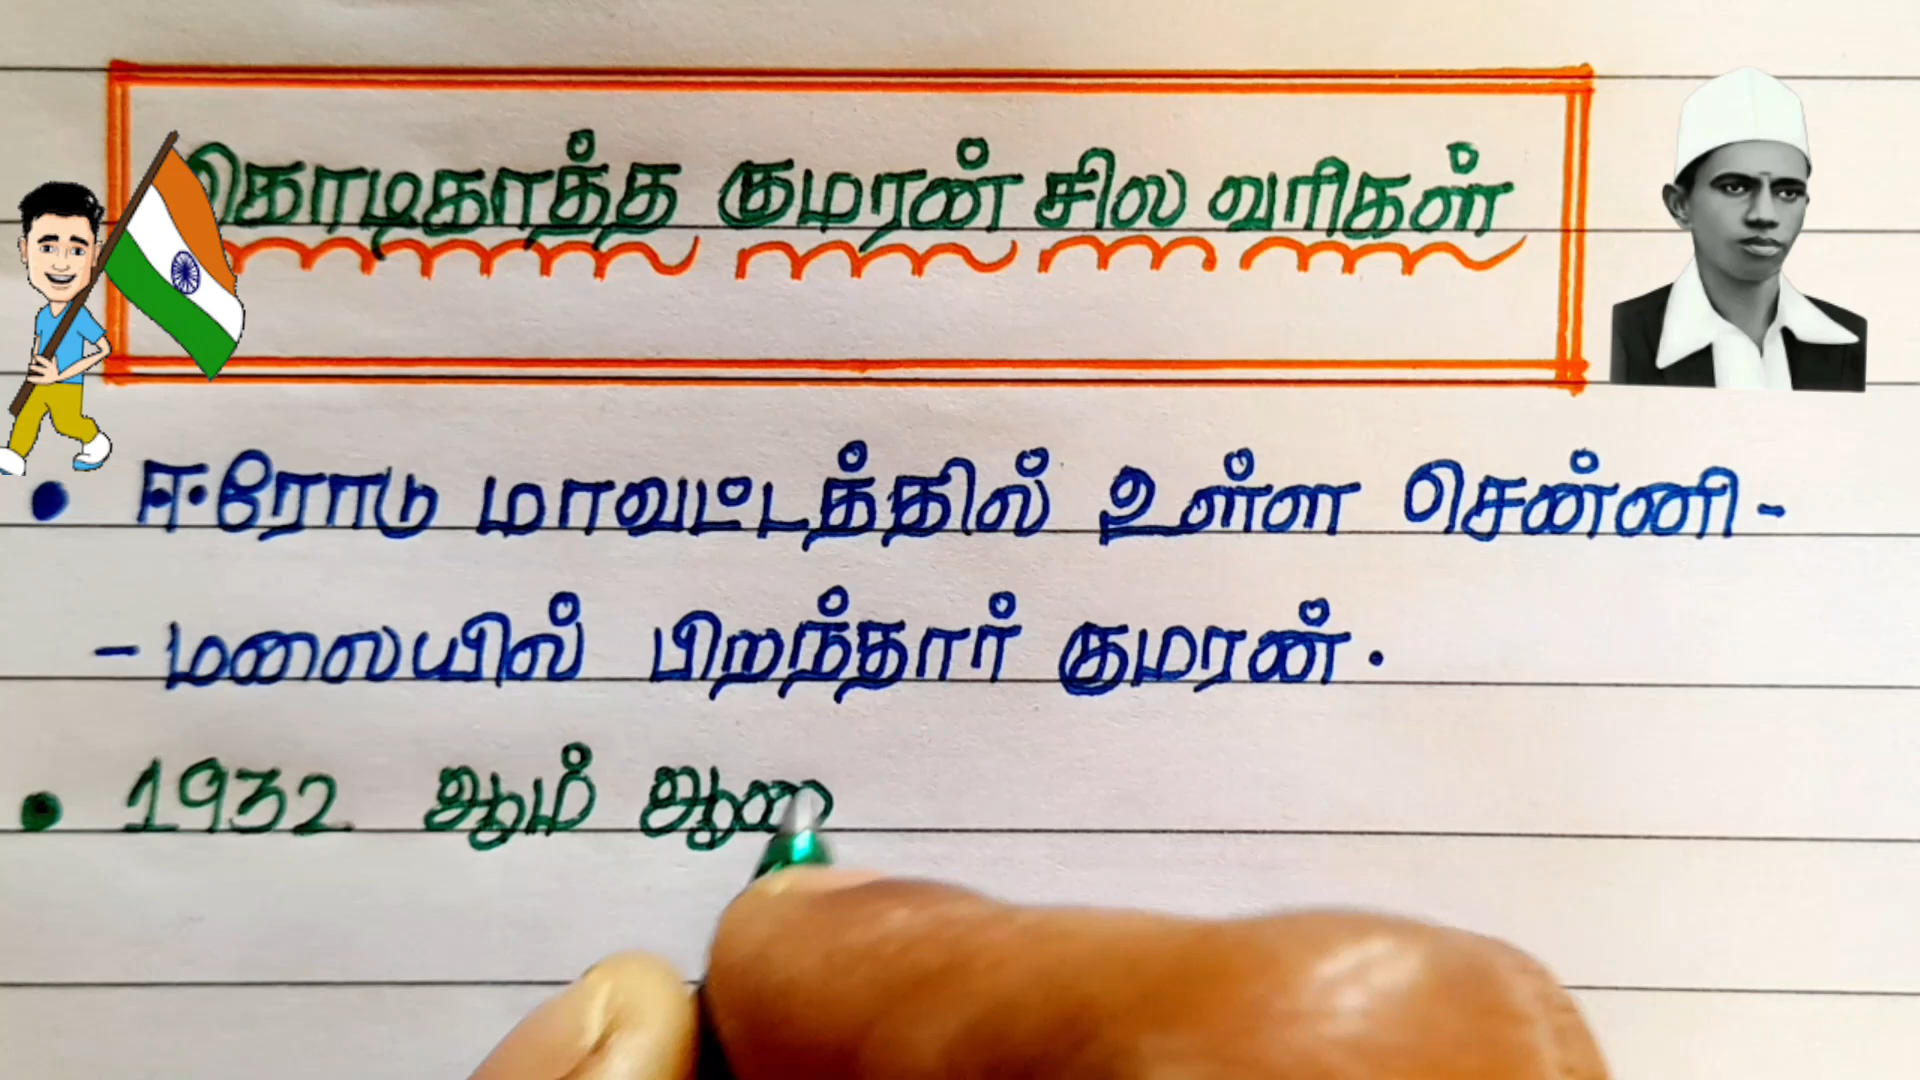 கொடிகாத்த குமரன் சில வரிகள்
• ஈரோடு மாவட்டத்தில் உள்ள சென்னி -
- மலையில் பிறந்தார் குமரன்.
• 1932 ஆம்